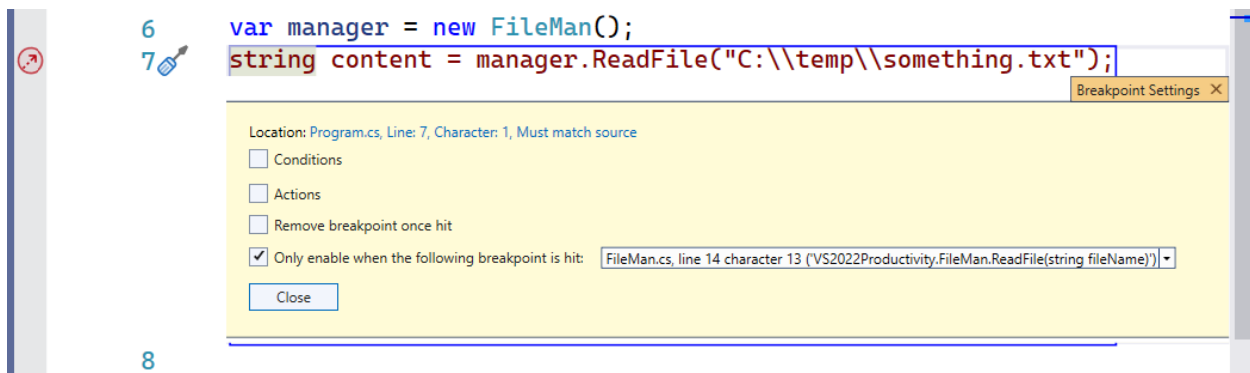 6 var manager = new FileMan();
7 string content = manager.ReadFile("C:\\temp\\something.txt");
Breakpoint Settings
Location: Program.cs, Line: 7, Character: 1, Must match source
Conditions
Actions
Remove breakpoint once hit
Only enable when the following breakpoint is hit: FileMan.cs, line 14 character 13 ('VS2022Productivity.FileMan.ReadFile(string fileName)')
Close
8